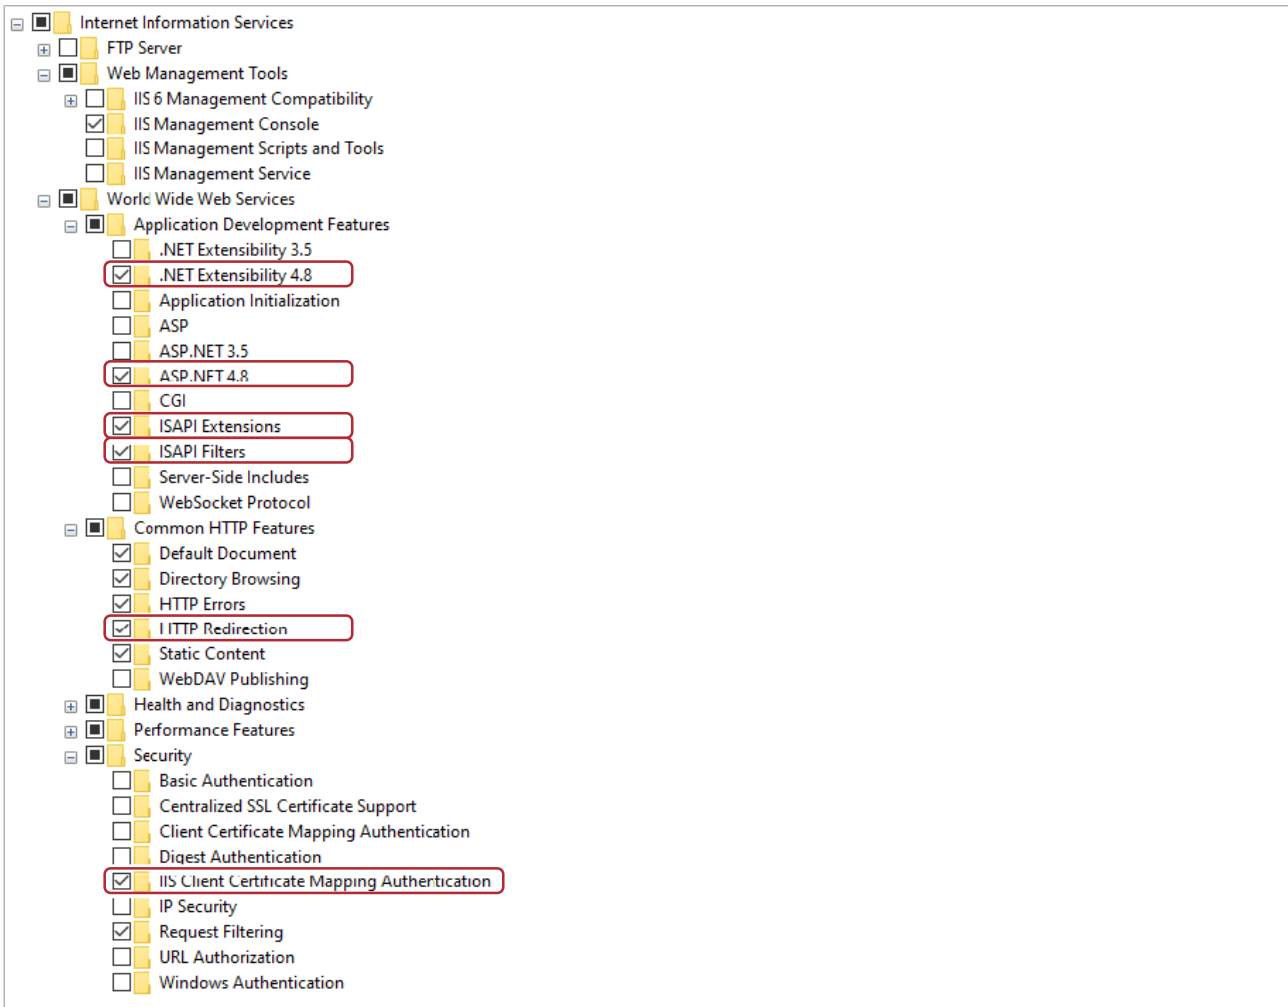 Internet Information Services
FTP Server
Web Management Tools
IIS 6 Management Compatibility
IIS Management Console
IIS Management Scripts and Tools
IIS Management Service
World Wide Web Services
Application Development Features
.NET Extensibility 3.5
.NET Extensibility 4.8
Application Initialization
ASP
ASP.NET 3.5
ASP.NET 4.8
CGI
ISAPI Extensions
ISAPI Filters
Server-Side Includes
WebSocket Protocol
Common HTTP Features
Default Document
Directory Browsing
HTTP Errors
HTTP Redirection
Static Content
WebDAV Publishing
Health and Diagnostics
Performance Features
Security
Basic Authentication
Centralized SSL Certificate Support
Client Certificate Mapping Authentication
Digest Authentication
IIS Client Certificate Mapping Authentication
IP Security
Request Filtering
URL Authorization
Windows Authentication